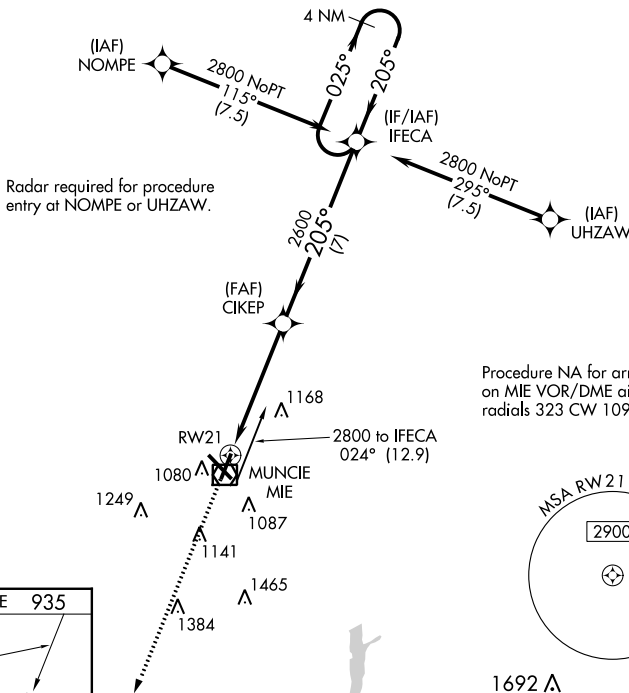 4 NM
(IAF)
NOMPE
2800 NoPT
115°
(7.5)
025°
205°
(IF/IAF)
IFECA
2800 NoPT
295°
(7.5)
(IAF)
UHZAW
Radar required for procedure
entry at NOMPE or UHZAW.
2600
205°
(7)
(FAF)
CIKEP
Procedure NA for arr
on MIE VOR/DME ai
radials 323 CW 109
1168
RW21
2800 to IFECA
024° (12.9)
1080
MUNCIE
MIE
1249
1087
1141
MSA RW 21
2900
1465
1384
E 935
1692